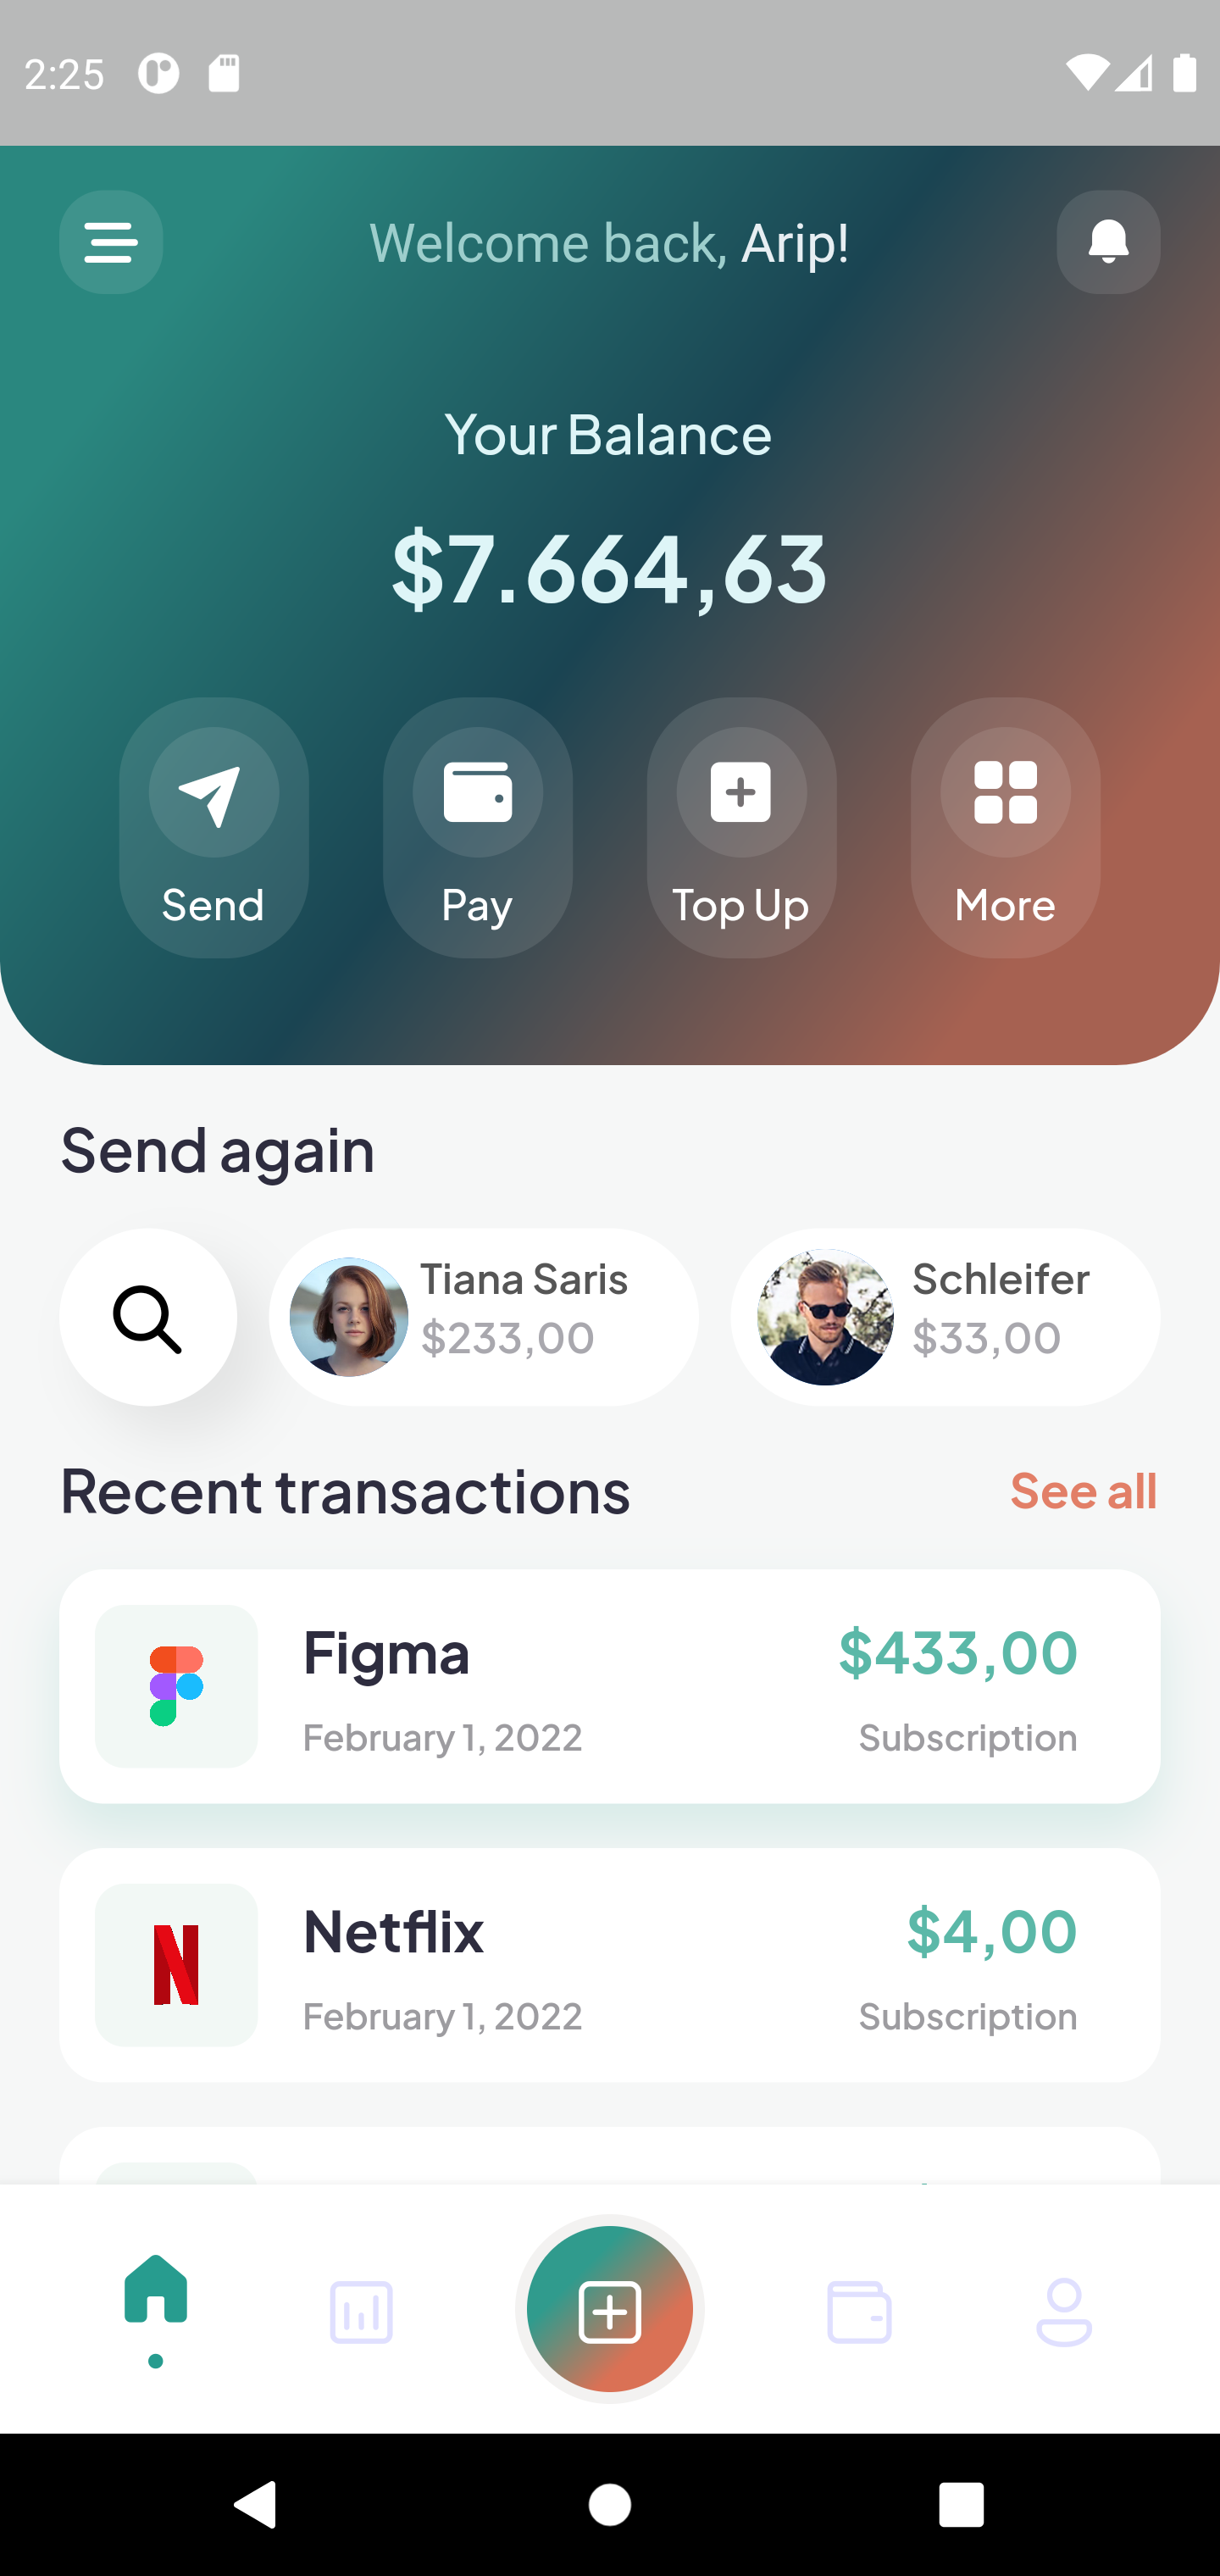 2:25
Welcome back, Arip!
Your Balance
$7.664,63
Send
Pay
Top Up
More
Send again
Tiana Saris
$233,00
Schleifer
$33,00
Recent transactions
See all
Figma
$433,00
February 1, 2022
Subscription
Netflix
$4,00
February 1, 2022
Subscription